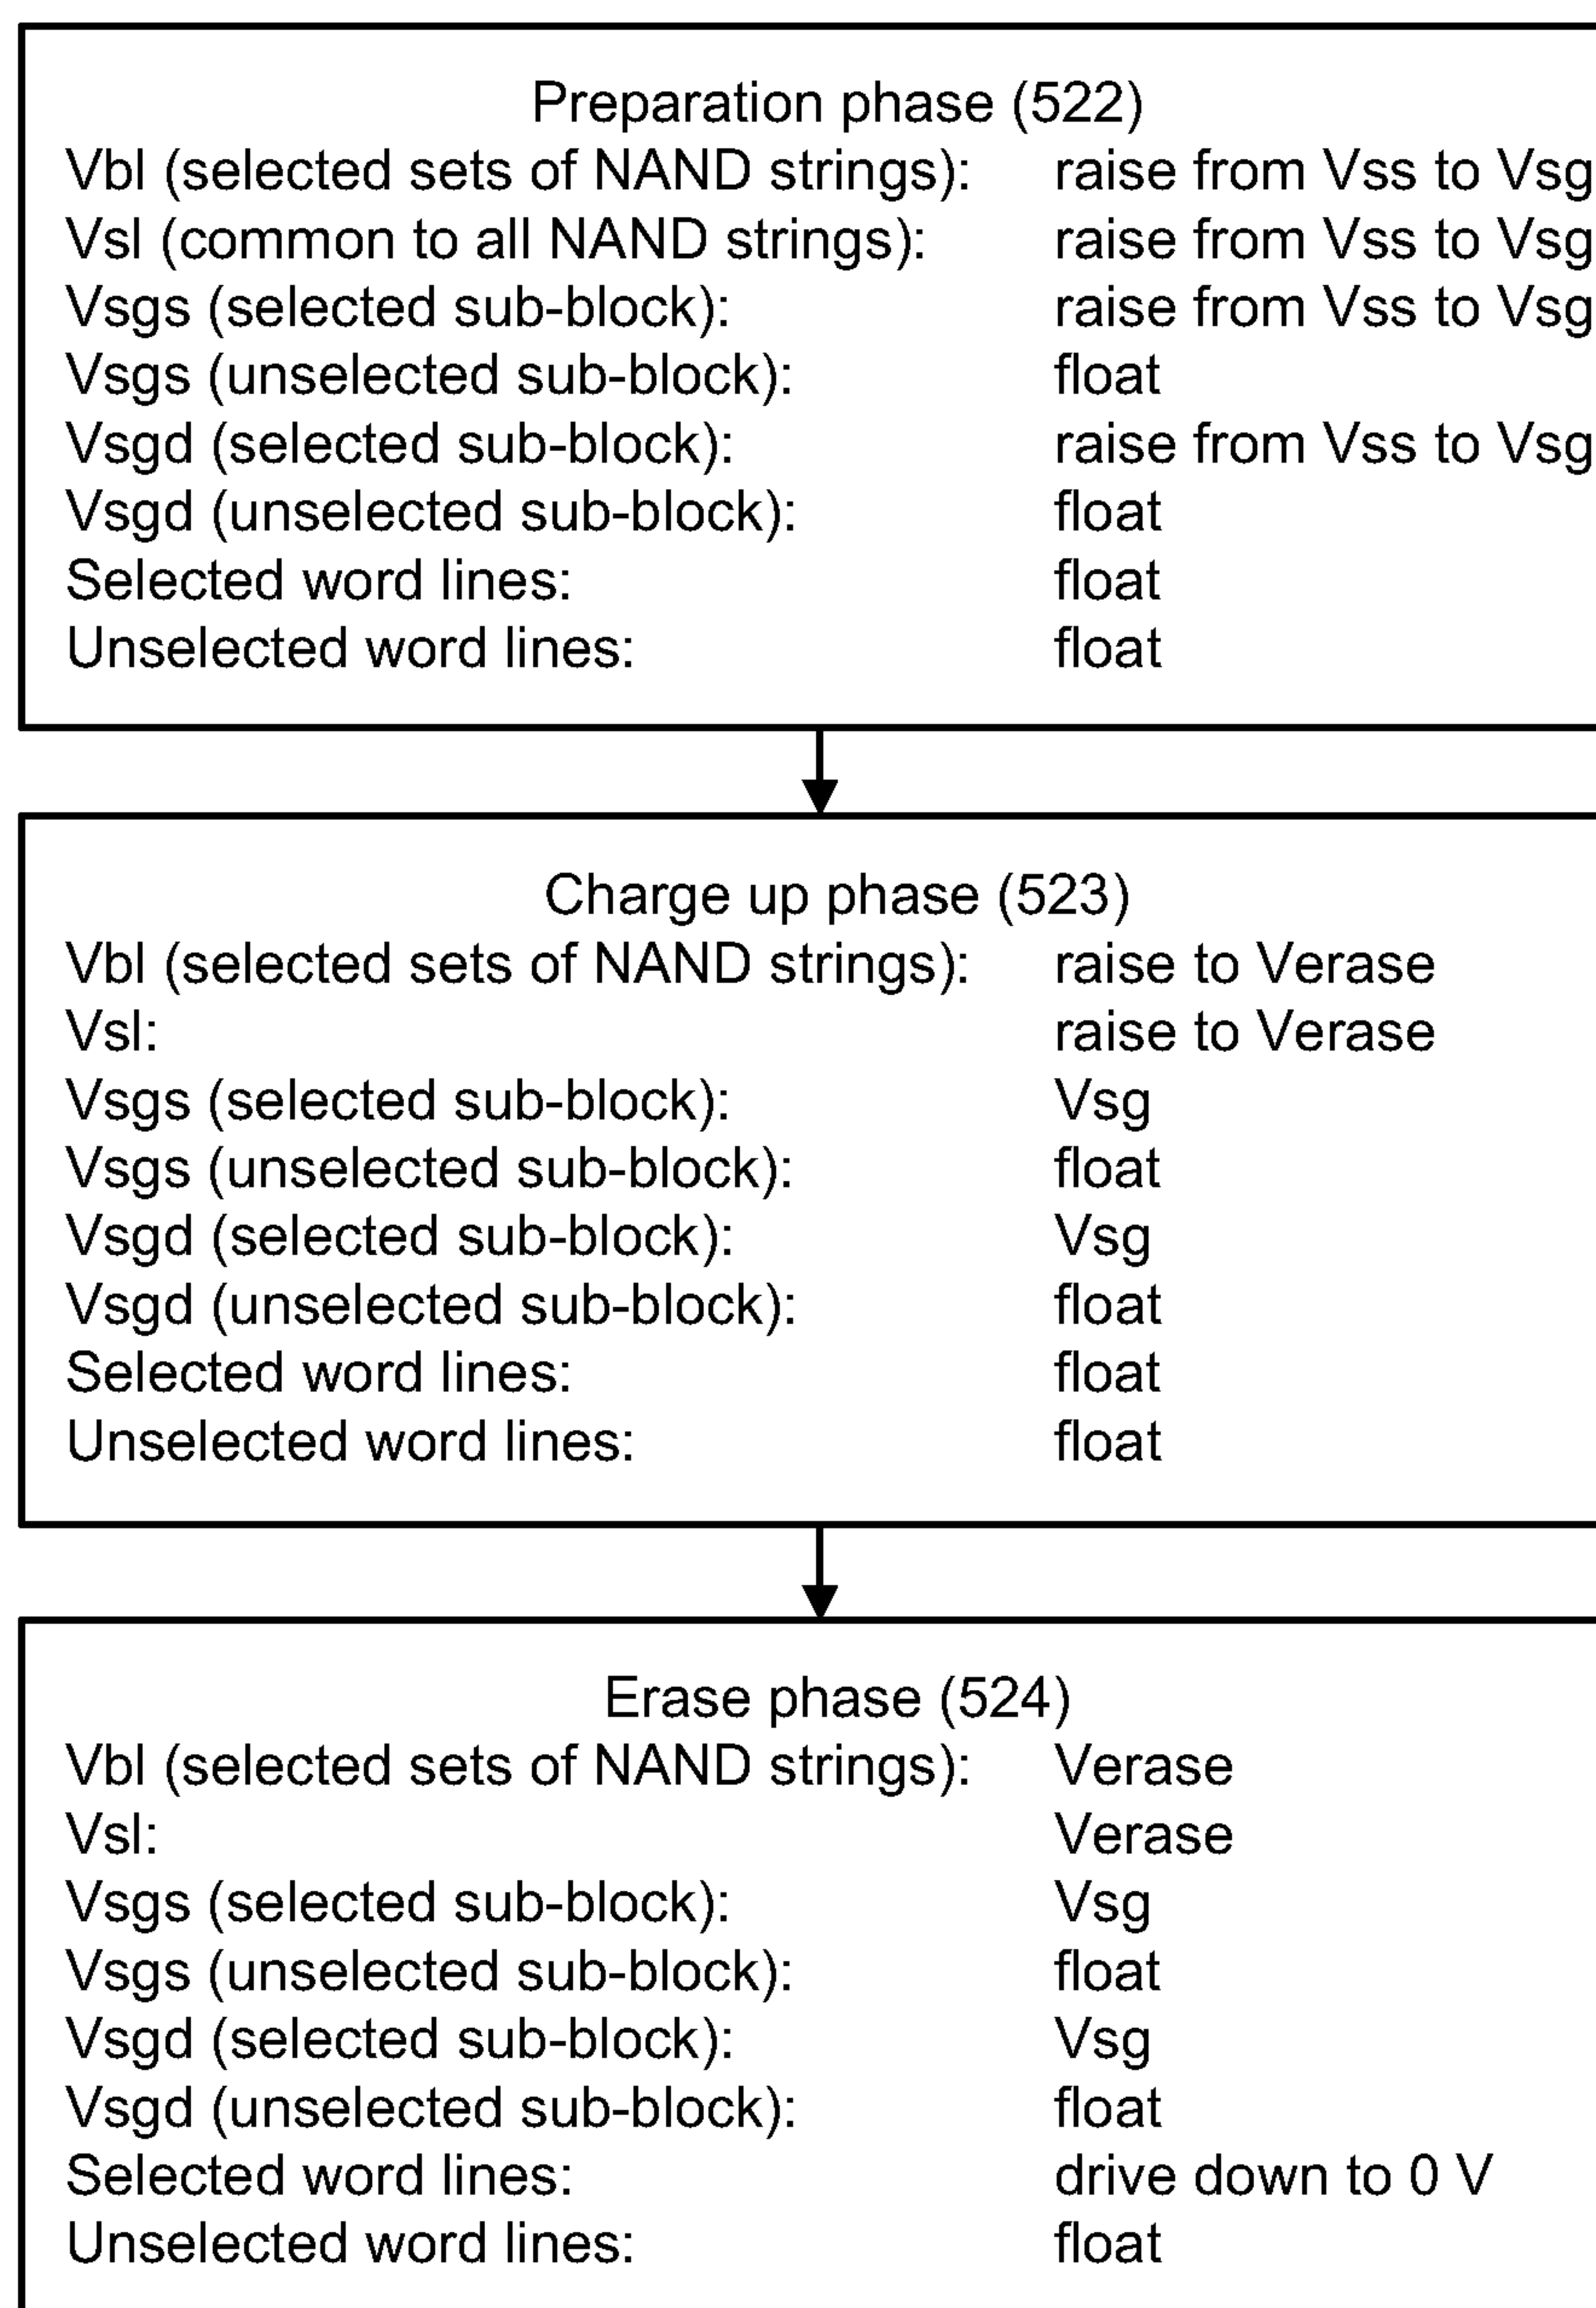 Preparation phase (522)
Vbl (selected sets of NAND strings): raise from Vss to Vsg
Vsl (common to all NAND strings): raise from Vss to Vsg
Vsgs (selected sub-block): raise from Vss to Vsg
Vsgs (unselected sub-block): float
Vsgd (selected sub-block): raise from Vss to Vsg
Vsgd (unselected sub-block): float
Selected word lines: float
Unselected word lines: float
Charge up phase (523)
Vbl (selected sets of NAND strings): raise to Verase
Vsl: raise to Verase
Vsgs (selected sub-block): Vsg
Vsgs (unselected sub-block): float
Vsgd (selected sub-block): Vsg
Vsgd (unselected sub-block): float
Selected word lines: float
Unselected word lines: float
Erase phase (524)
Vbl (selected sets of NAND strings): Verase
Vsl: Verase
Vsgs (selected sub-block): Vsg
Vsgs (unselected sub-block): float
Vsgd (selected sub-block): Vsg
Vsgd (unselected sub-block): float
Selected word lines: drive down to 0 V
Unselected word lines: float